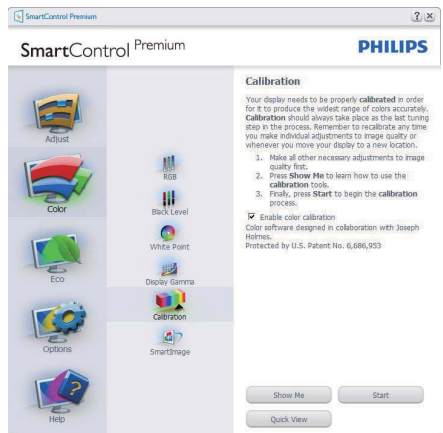 SmartControl Premium
SmartControl Premium
PHILIPS
Adjust
Color
Eco
Options
Help
RGB
Black Level
White Point
Display Gamma
Calibration
SmartImage
Calibration
Your display needs to be properly calibrated in order
for it to produce the widest range of colors accurately.
Calibration should always take place as the last tuning
step in the process. Remember to recalibrate any time
you make individual adjustments to image quality or
whenever you move your display to a new location.
1. Make all other necessary adjustments to image
quality first.
2. Press Show Me to learn how to use the
calibration tools.
3. Finally, press Start to begin the calibration
process.
Enable color calibration
Color software designed in collaboration with Joseph
Holmes.
Protected by U.S. Patent No. 6,686,953
Show Me
Start
Quick View